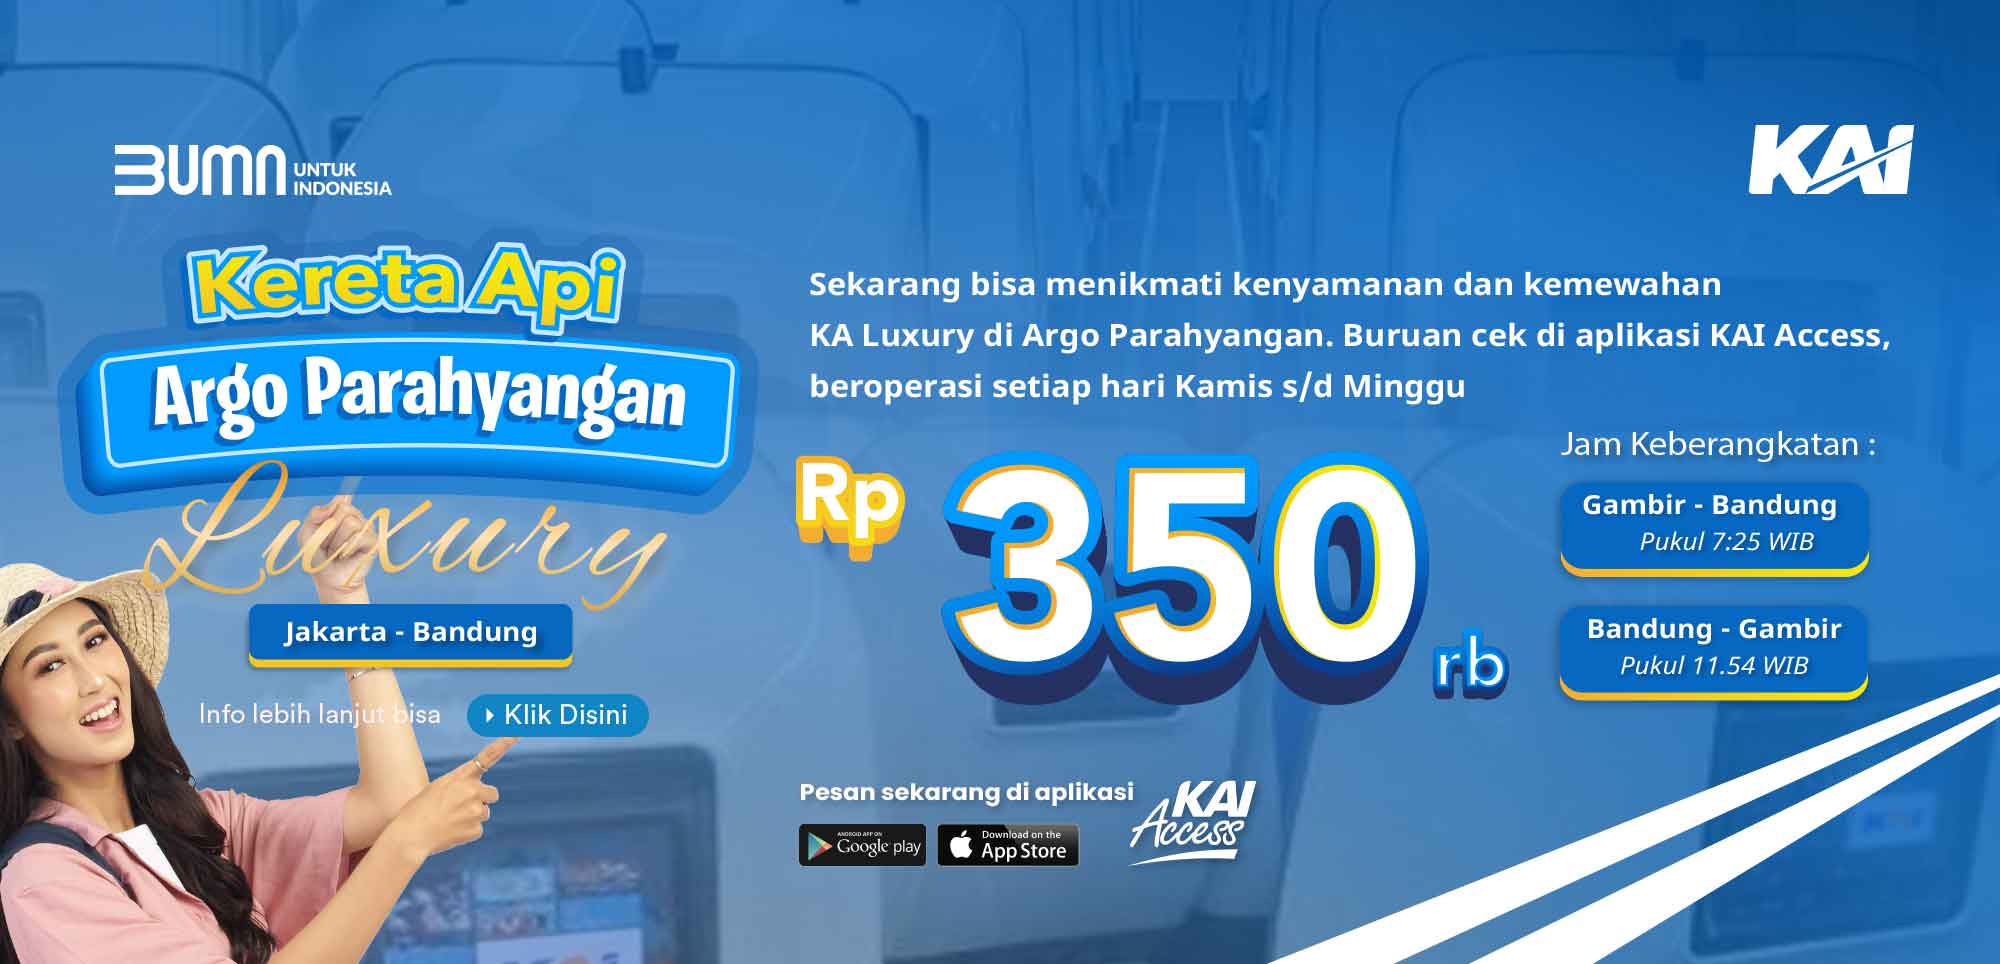 BUMN UNTUK
INDONESIA
KAI
Kereta Api
Argo Parahyangan
Luxury
Jakarta - Bandung
Info lebih lanjut bisa
Klik Disini
Sekarang bisa menikmati kenyamanan dan kemewahan
KA Luxury di Argo Parahyangan. Buruan cek di aplikasi KAI Access,
beroperasi setiap hari Kamis s/d Minggu
Rp 350 rb
Jam Keberangkatan :
Gambir - Bandung
Pukul 7:25 WIB
Bandung - Gambir
Pukul 11.54 WIB
Pesan sekarang di aplikasi
KAI
Access
ANDROID APP ON
Google play
Download on the
App Store